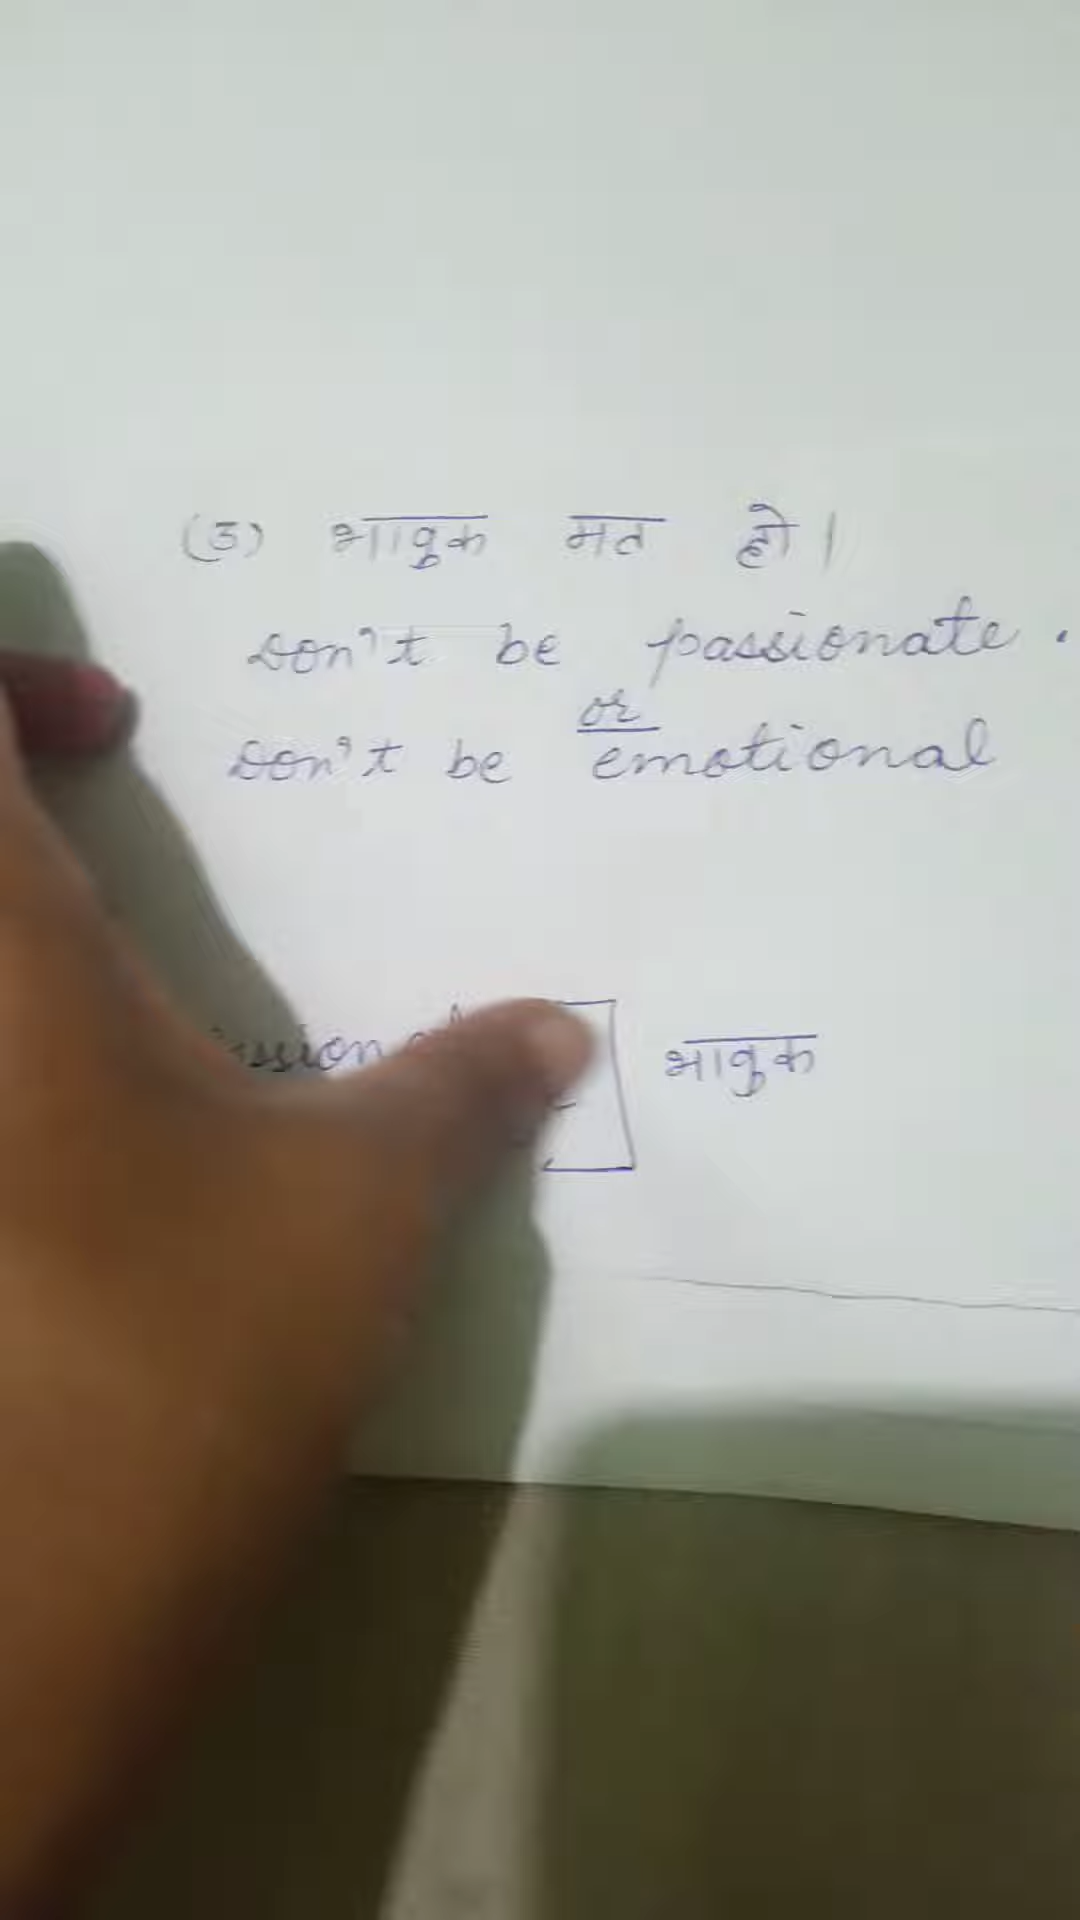 (3) भावुक मत हो।
Don't be passionate.
or
Don't be emotional
भावुक